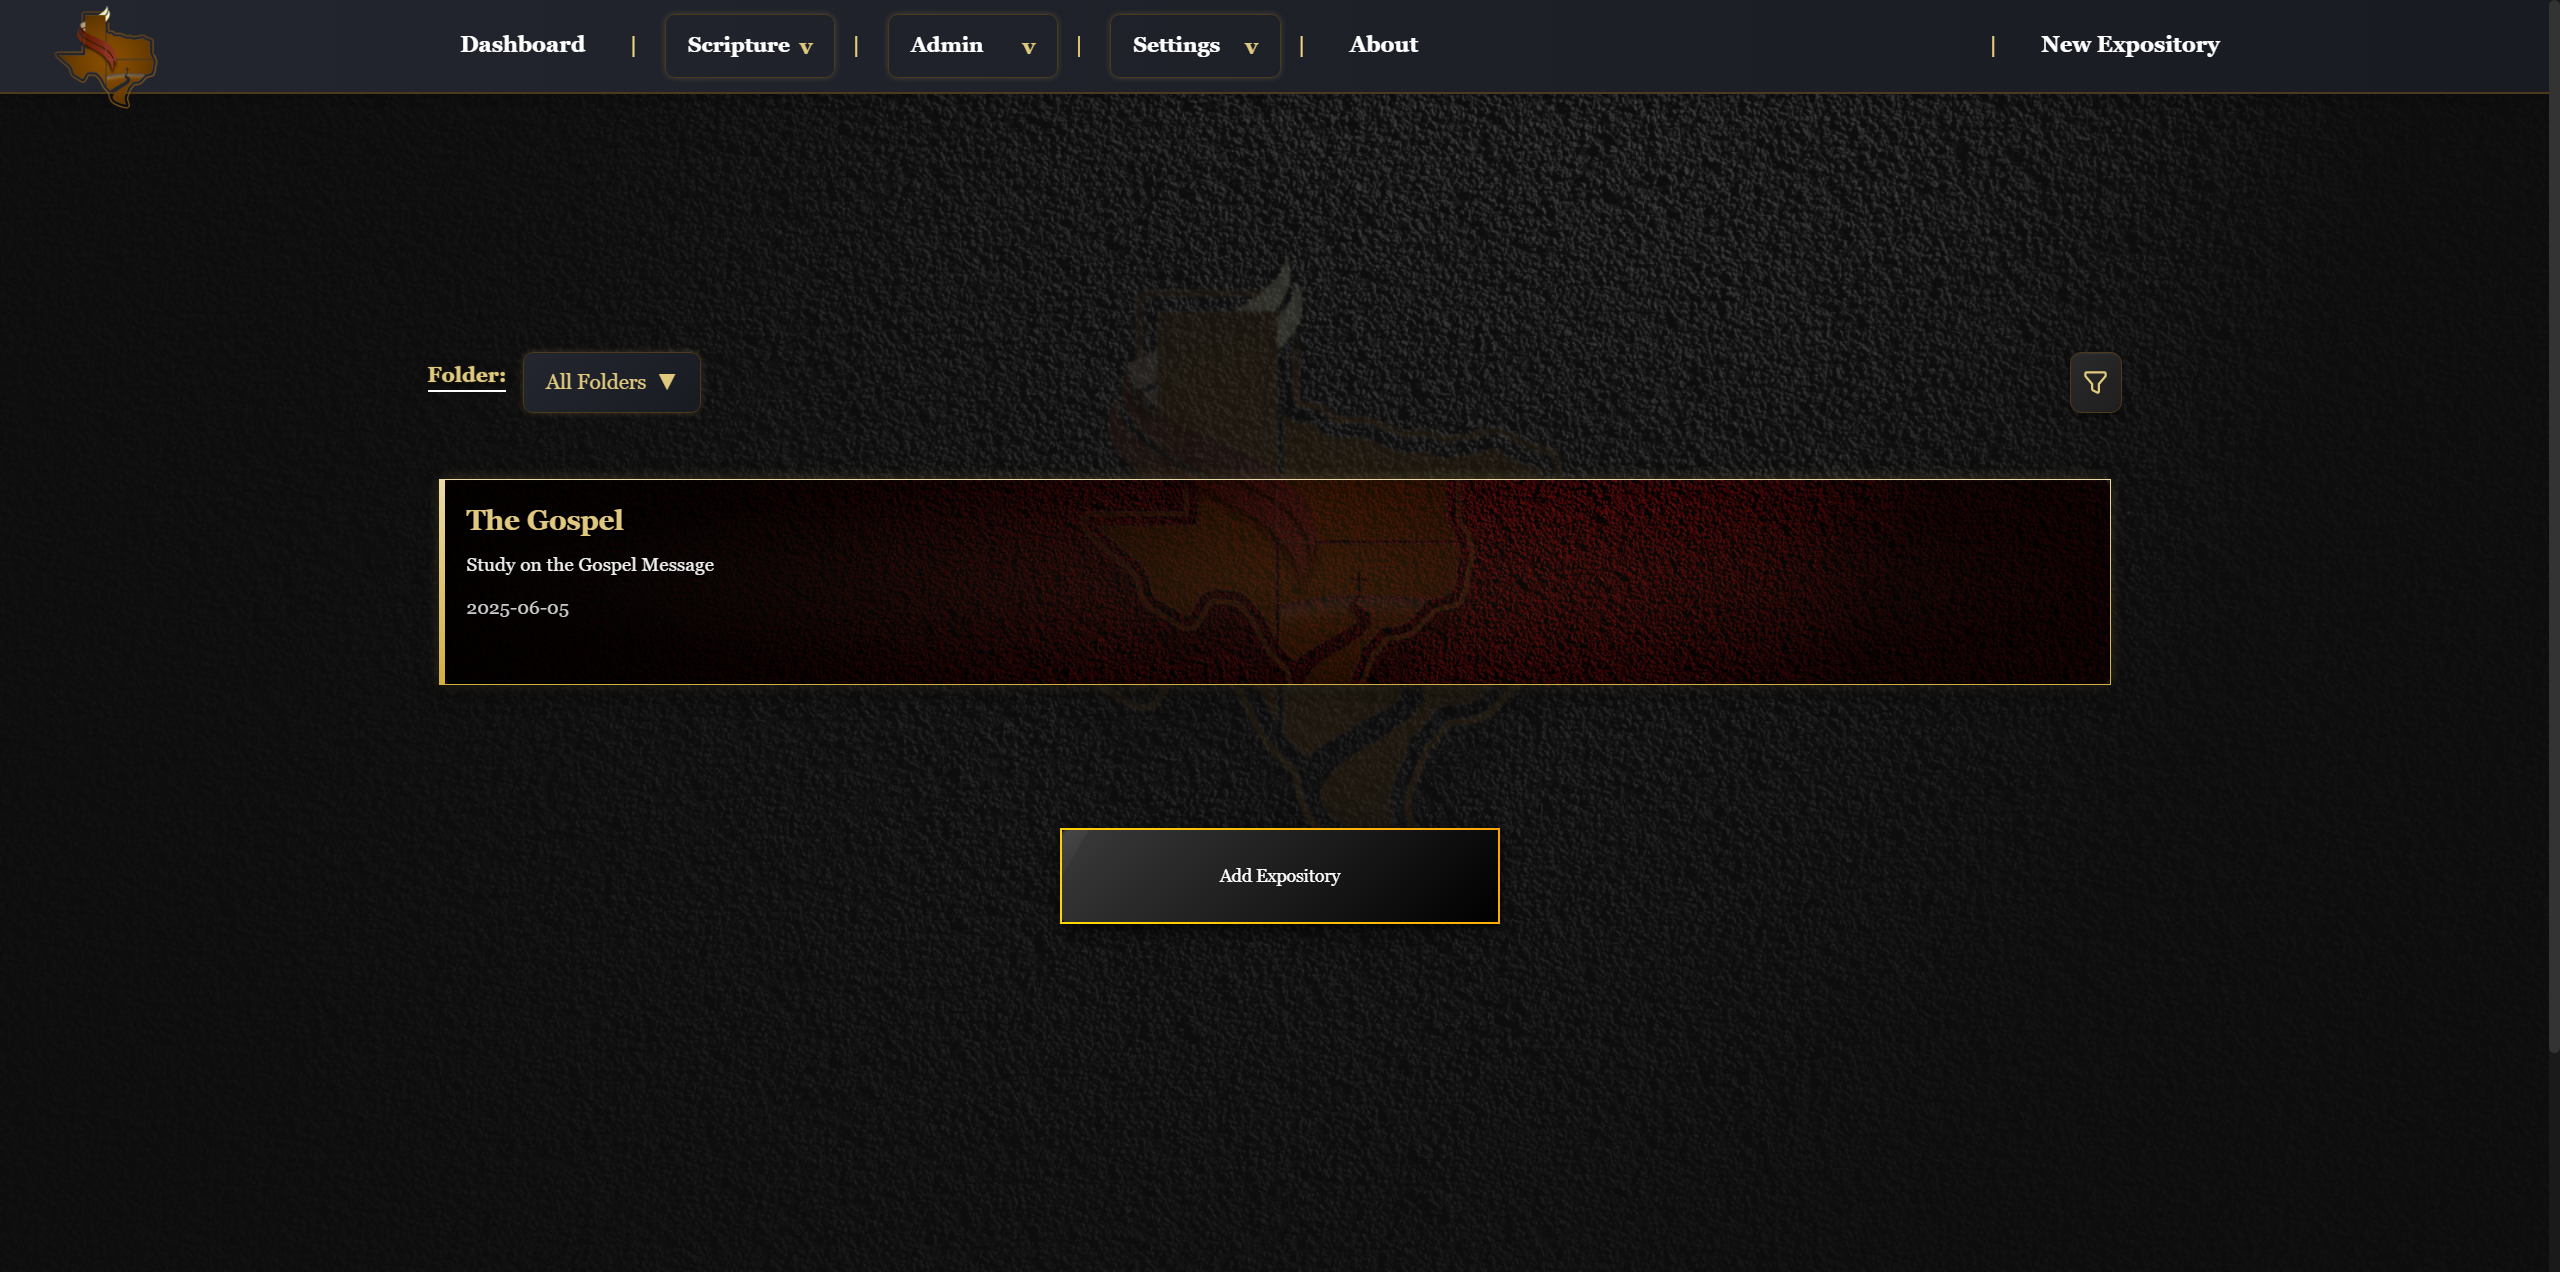 Dashboard | Scripture v | Admin v | Settings v | About | New Expository
Folder: All Folders ▼
The Gospel
Study on the Gospel Message
2025-06-05
Add Expository